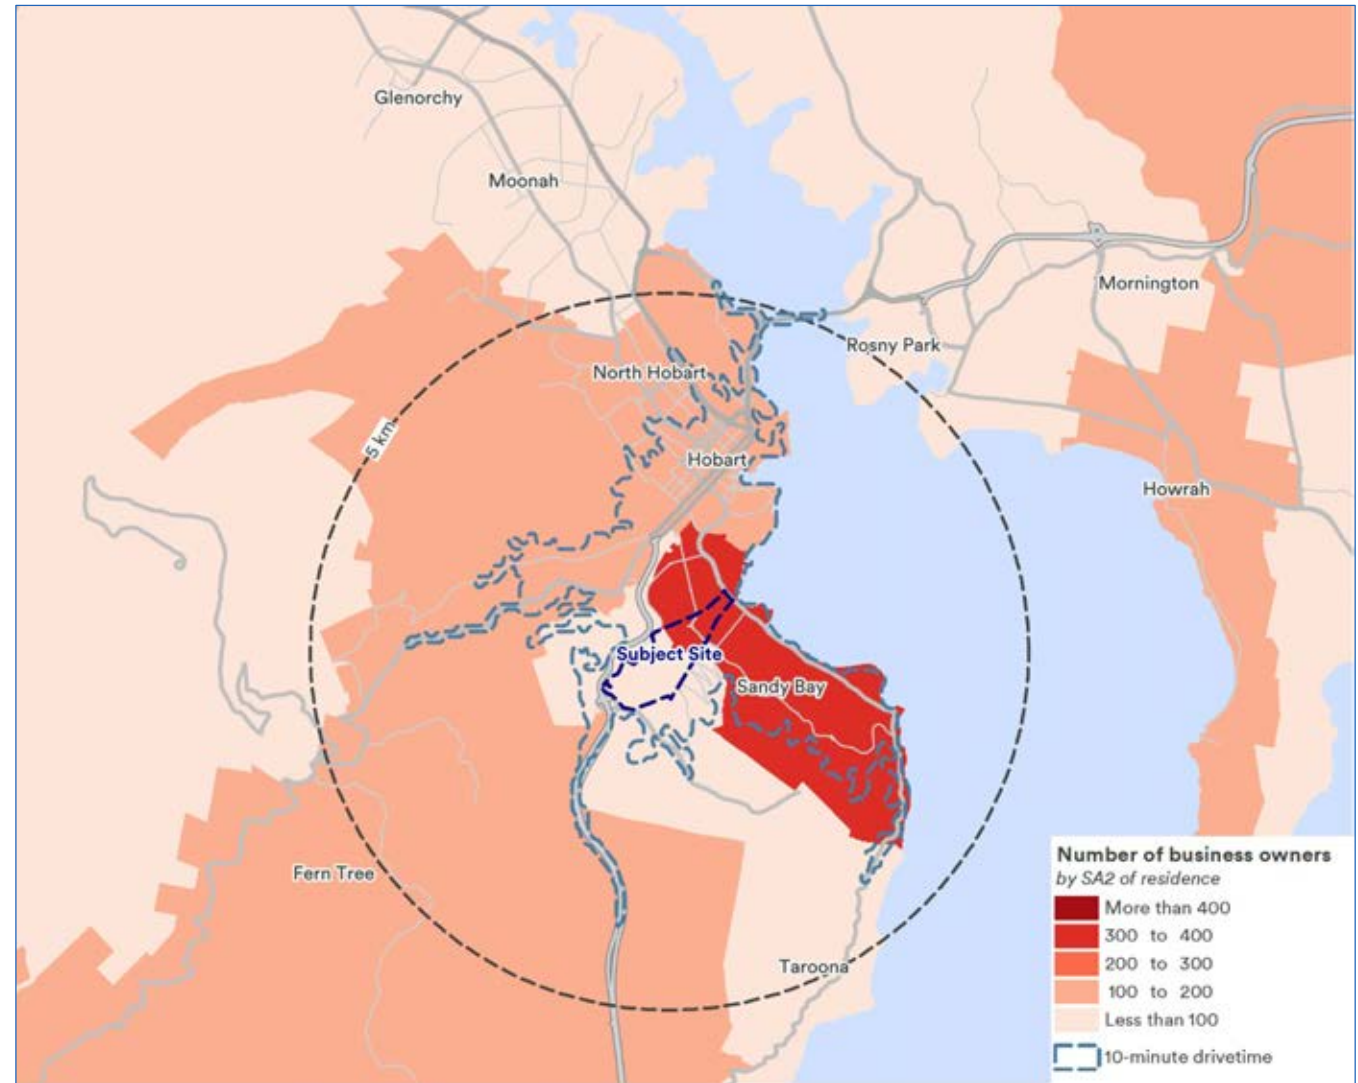 Glenorchy
Moonah
Mornington
Rosny Park
North Hobart
5 km
Hobart
Howrah
Subject Site
Sandy Bay
Fern Tree
Taroona
Number of business owners
by SA2 of residence
More than 400
300 to 400
200 to 300
100 to 200
Less than 100
10-minute drivetime